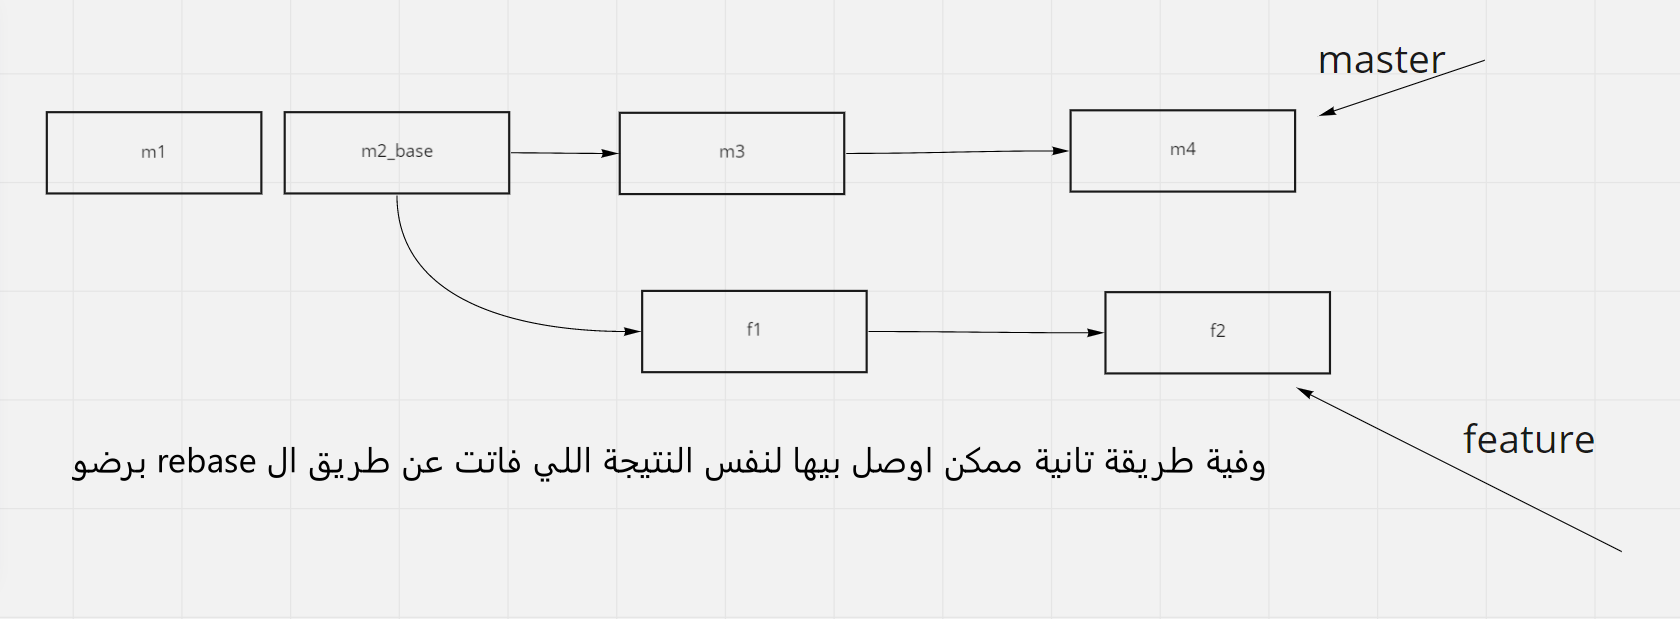 master
m1
m2_base
m3
m4
f1
f2
feature
وفية طريقة تانية ممكن اوصل بيها لنفس النتيجة اللي فاتت عن طريق ال rebase برضو